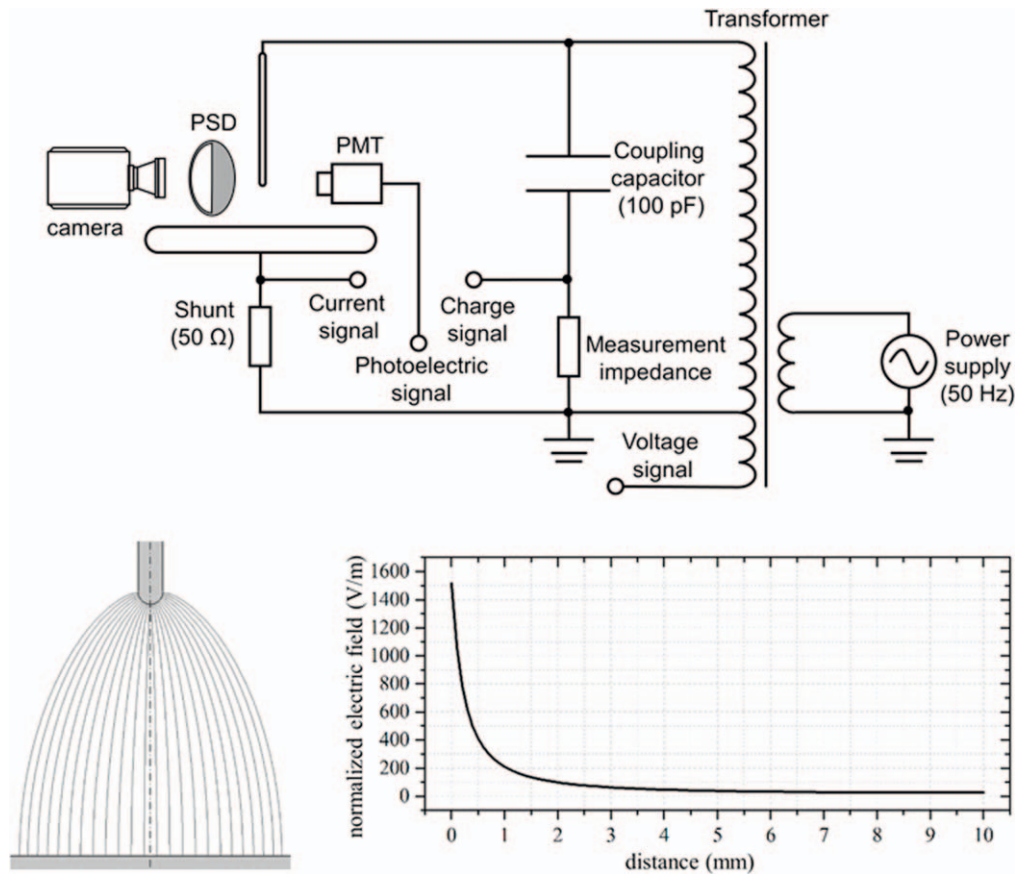 Transformer
PSD
PMT
camera
Coupling
capacitor
(100 pF)
Shunt
(50 Ω)
Current
signal
Charge
signal
Photoelectric
signal
Measurement
impedance
Power
supply
(50 Hz)
Voltage
signal
normalized electric field (V/m)
1600
1400
1200
1000
800
600
400
200
0
0 1 2 3 4 5 6 7 8 9 10
distance (mm)